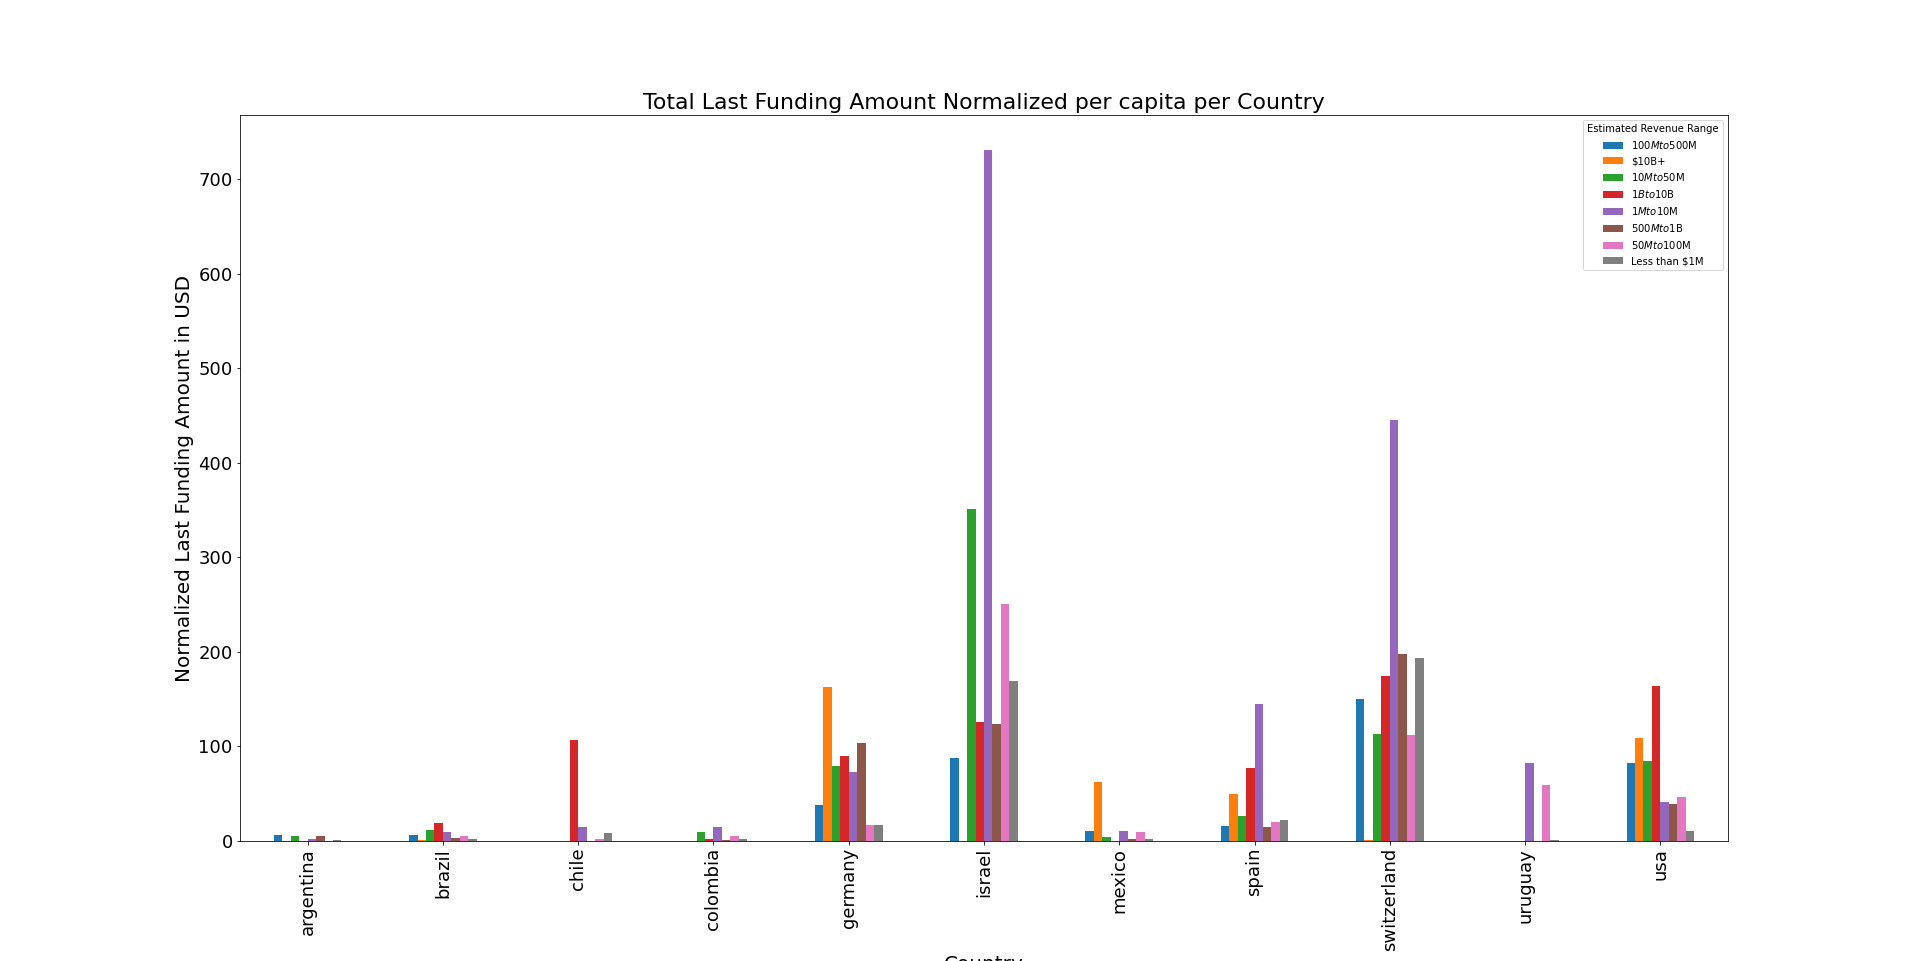 Total Last Funding Amount Normalized per capita per Country
Estimated Revenue Range
100Mto500M
$10B+
10Mto50M
1Bto10B
1Mto10M
500Mto1B
50Mto100M
Less than $1M
Normalized Last Funding Amount in USD
700
600
500
400
300
200
100
0
argentina
brazil
chile
colombia
germany
israel
mexico
spain
switzerland
uruguay
usa
Country